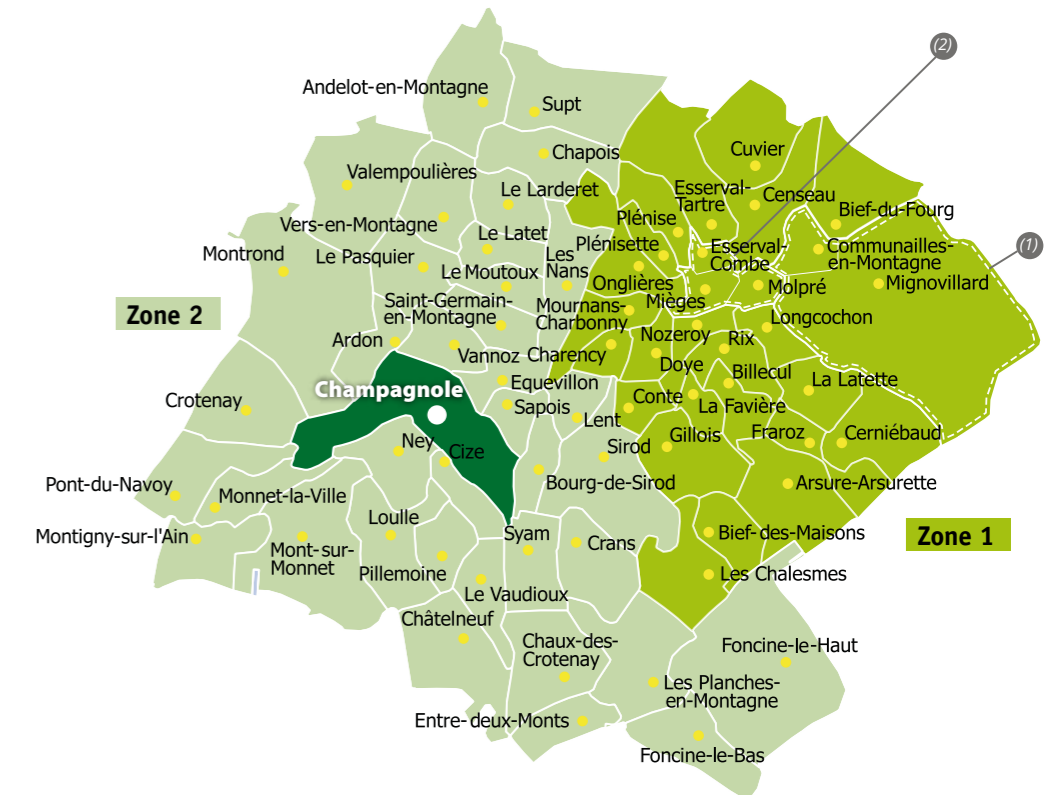 (2)
Andelot-en-Montagne
Supt
Chapois
Cuvier
Valempoulières
Le Larderet
Esserval-
Tartre
Censeau
Bief-du-Fourg
Vers-en-Montagne
Plénise
Le Latet
Plénisette
Esserval-
Combe
Communailles-
en-Montagne
(1)
Montrond
Le Pasquier
Les
Nans
Le Moutoux
Onglières
Molpré
Mignovillard
Saint-Germain-
en-Montagne
Mournans-
Charbonny
Mièges
Zone 2
Longcochon
Nozeroy
Rix
Ardon
Vannoz
Charency
Doye
Billecul
Champagnole
Equevillon
La Latette
Crotenay
Sapois
Conte
La Favière
Lent
Ney
Cize
Sirod
Gillois
Fraroz
Cerniébaud
Pont-du-Navoy
Monnet-la-Ville
Bourg-de-Sirod
Arsure-Arsurette
Loulle
Montigny-sur-l'Ain
Syam
Crans
Bief-des-Maisons
Zone 1
Mont-sur-
Monnet
Pillemoine
Les Chalesmes
Le Vaudioux
Châtelneuf
Chaux-des-
Crotenay
Foncine-le-Haut
Les Planches-
en-Montagne
Entre-deux-Monts
Foncine-le-Bas